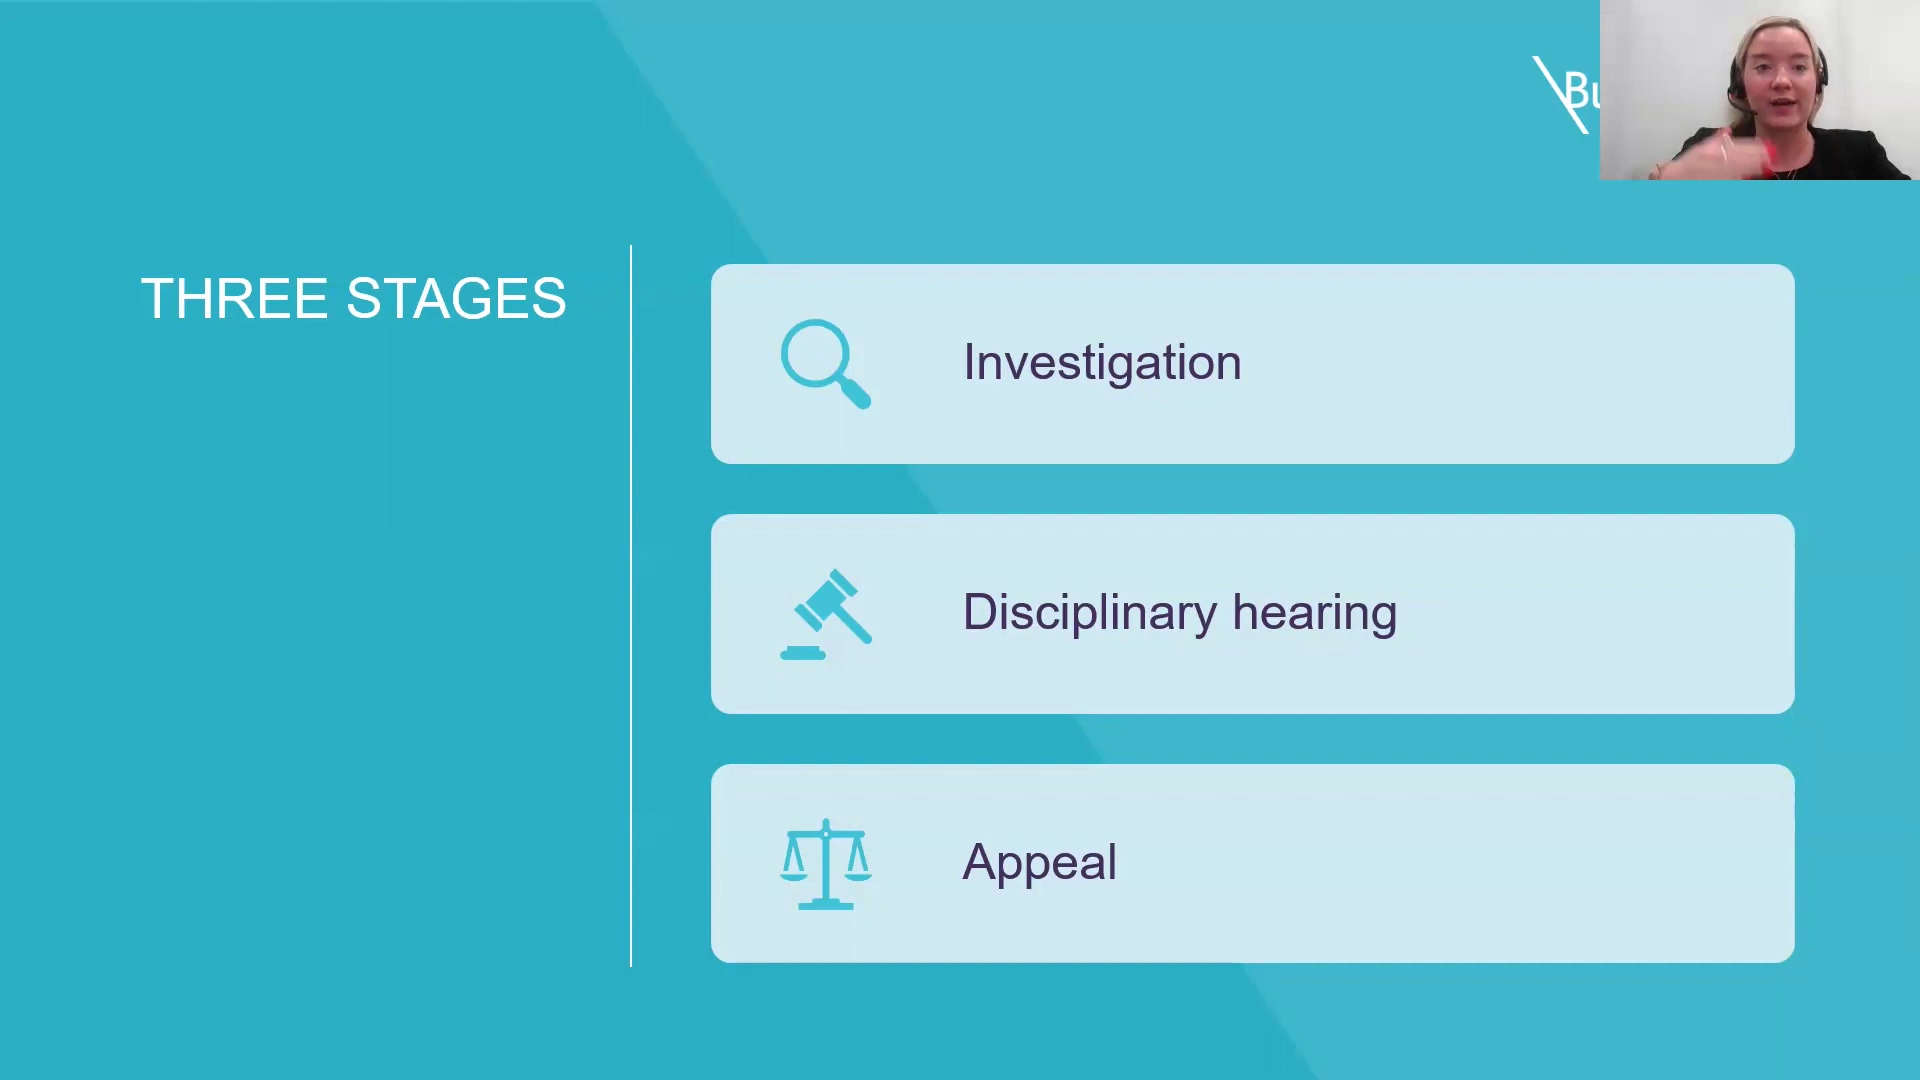 THREE STAGES
Investigation
Disciplinary hearing
Appeal